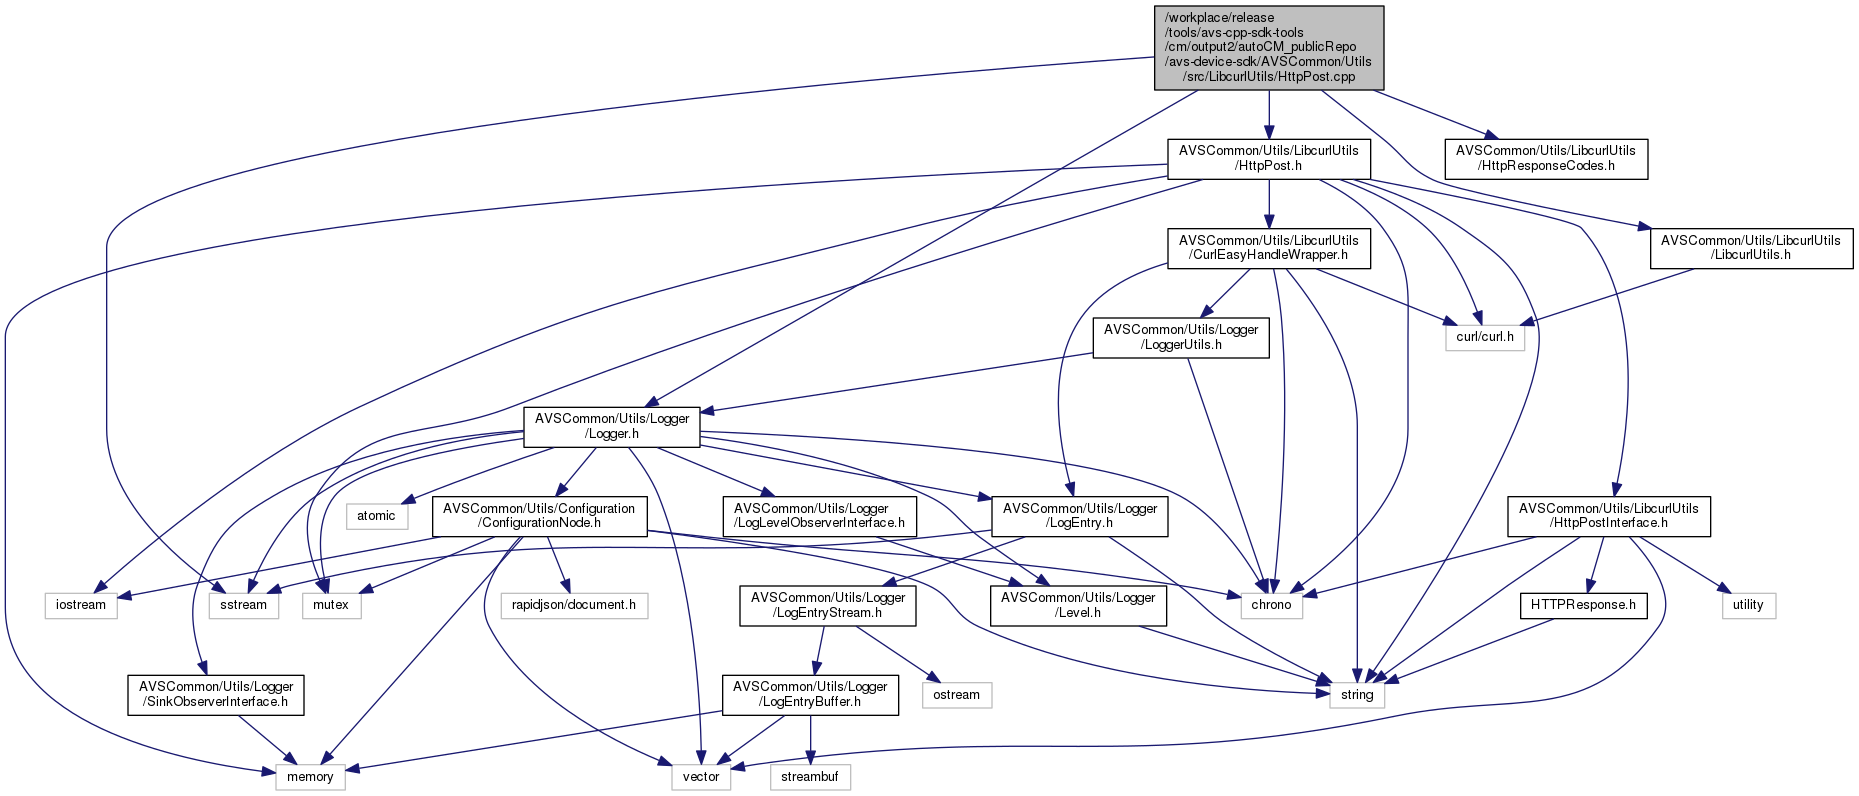 /workplace/release
/tools/avs-cpp-sdk-tools
/cm/output2/autoCM_publicRepo
/avs-device-sdk/AVSCommon/Utils
/src/LibcurlUtils/HttpPost.cpp
AVSCommon/Utils/LibcurlUtils
/HttpPost.h
AVSCommon/Utils/LibcurlUtils
/HttpResponseCodes.h
AVSCommon/Utils/LibcurlUtils
/CurlEasyHandleWrapper.h
AVSCommon/Utils/LibcurlUtils
/LibcurlUtils.h
AVSCommon/Utils/Logger
/LoggerUtils.h
curl/curl.h
AVSCommon/Utils/Logger
/Logger.h
atomic
AVSCommon/Utils/Configuration
/ConfigurationNode.h
AVSCommon/Utils/Logger
/LogLevelObserverInterface.h
AVSCommon/Utils/Logger
/LogEntry.h
AVSCommon/Utils/LibcurlUtils
/HttpPostInterface.h
iostream
sstream
mutex
rapidjson/document.h
AVSCommon/Utils/Logger
/LogEntryStream.h
AVSCommon/Utils/Logger
/Level.h
chrono
HTTPResponse.h
utility
AVSCommon/Utils/Logger
/SinkObserverInterface.h
AVSCommon/Utils/Logger
/LogEntryBuffer.h
ostream
string
memory
vector
streambuf